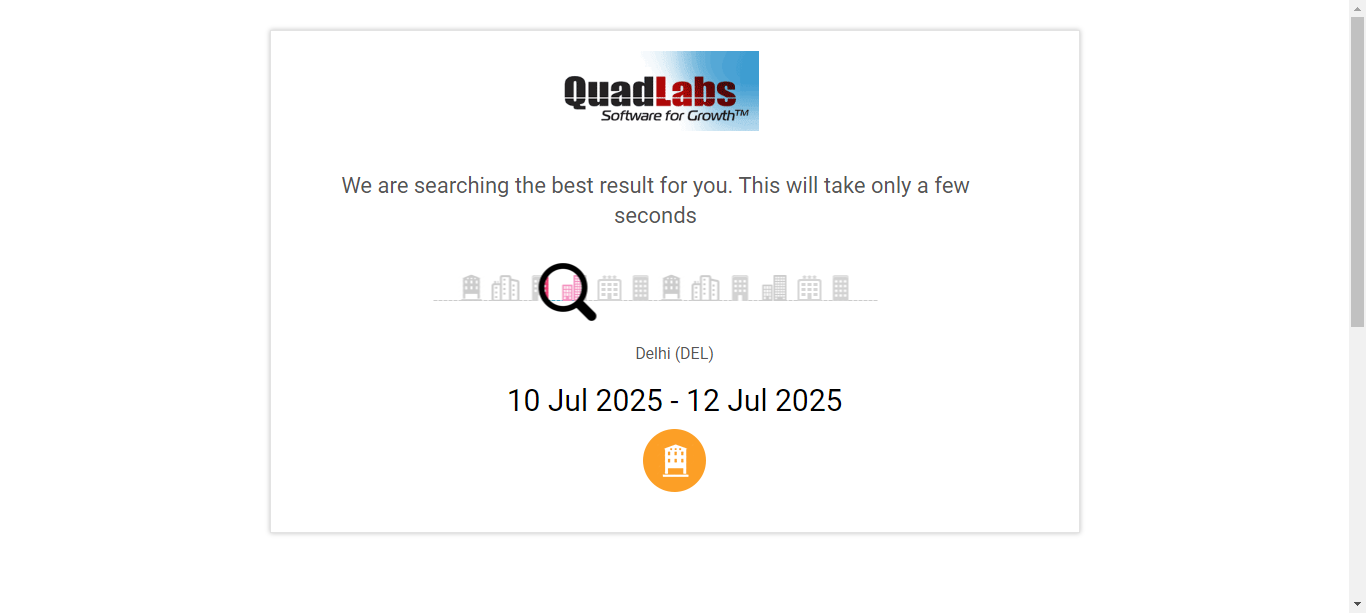 QuadLabs
Software for Growth™
We are searching the best result for you. This will take only a few
seconds
Delhi (DEL)
10 Jul 2025 - 12 Jul 2025